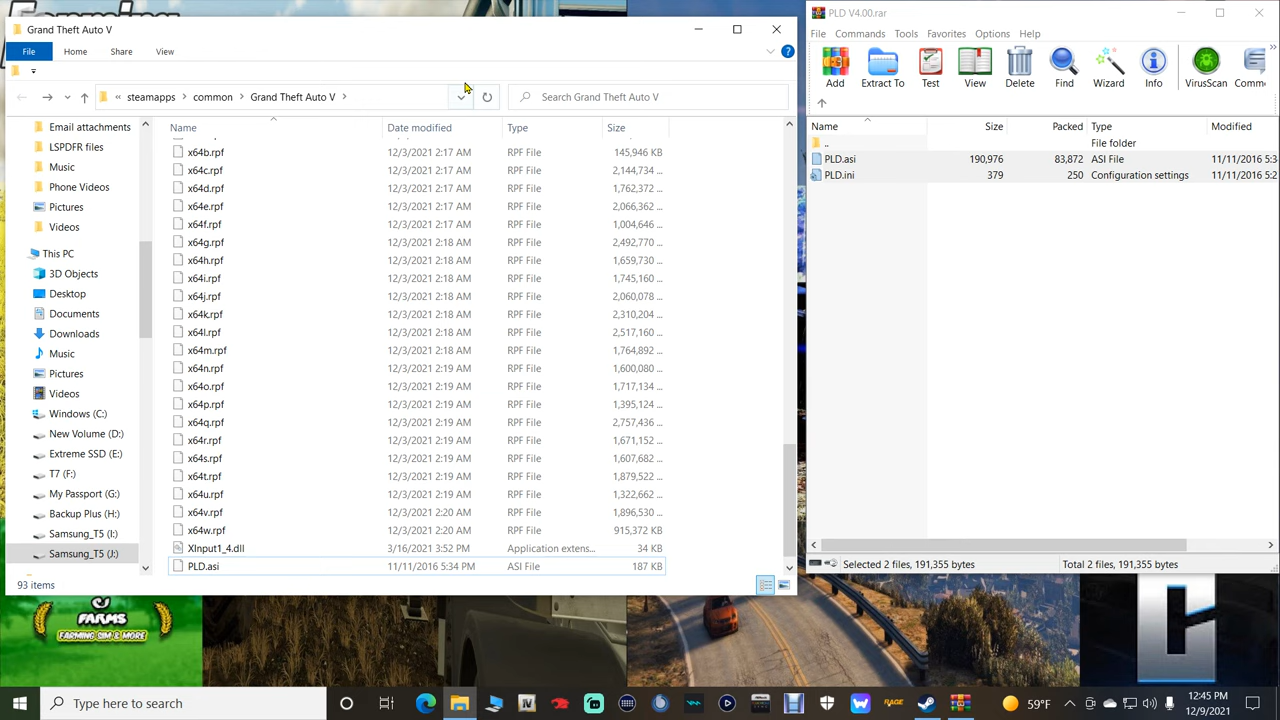 Grand Theft Auto V
File Home Share View
« steamapps > common > Grand Theft Auto V >
Search Grand Theft Auto V
Email attachments
LSPDFR files
Music
Phone Videos
Pictures
Videos
This PC
3D Objects
Desktop
Documents
Downloads
Music
Pictures
Videos
Windows (C:)
New Volume (D:)
Extreme SSD (E:)
T7 (F:)
My Passport (G:)
Backup Plus (H:)
Samsung_T5 (I:)
Samsung_T5 (J:)
Name Date modified Type Size
x64b.rpf 12/3/2021 2:17 AM RPF File 145,946 KB
x64c.rpf 12/3/2021 2:17 AM RPF File 2,144,734 ...
x64d.rpf 12/3/2021 2:17 AM RPF File 1,762,372 ...
x64e.rpf 12/3/2021 2:17 AM RPF File 2,066,362 ...
x64f.rpf 12/3/2021 2:17 AM RPF File 1,004,646 ...
x64g.rpf 12/3/2021 2:18 AM RPF File 2,492,770 ...
x64h.rpf 12/3/2021 2:18 AM RPF File 1,659,730 ...
x64i.rpf 12/3/2021 2:18 AM RPF File 1,745,160 ...
x64j.rpf 12/3/2021 2:18 AM RPF File 2,060,078 ...
x64k.rpf 12/3/2021 2:18 AM RPF File 2,310,204 ...
x64l.rpf 12/3/2021 2:18 AM RPF File 2,517,160 ...
x64m.rpf 12/3/2021 2:18 AM RPF File 1,764,892 ...
x64n.rpf 12/3/2021 2:19 AM RPF File 1,600,080 ...
x64o.rpf 12/3/2021 2:19 AM RPF File 1,717,134 ...
x64p.rpf 12/3/2021 2:19 AM RPF File 1,395,124 ...
x64q.rpf 12/3/2021 2:19 AM RPF File 2,757,436 ...
x64r.rpf 12/3/2021 2:19 AM RPF File 1,671,152 ...
x64s.rpf 12/3/2021 2:19 AM RPF File 1,607,682 ...
x64t.rpf 12/3/2021 2:19 AM RPF File 1,879,522 ...
x64u.rpf 12/3/2021 2:19 AM RPF File 1,322,662 ...
x64v.rpf 12/3/2021 2:20 AM RPF File 1,896,530 ...
x64w.rpf 12/3/2021 2:20 AM RPF File 915,372 KB
XInput1_4.dll 3/16/2021 3:52 PM Application extens... 34 KB
PLD.asi 11/11/2016 5:34 PM ASI File 187 KB
93 items
PLD V4.00.rar
File Commands Tools Favorites Options Help
Add Extract To Test View Delete Find Wizard Info VirusScan Comm
Name Size Packed Type Modified
.. File folder
PLD.asi 190,976 83,872 ASI File 11/11/2016 5:3
PLD.ini 379 250 Configuration settings 11/11/2016 5:2
Selected 2 files, 191,355 bytes Total 2 files, 191,355 bytes
FARMS
FARMING SIM & MORE
Type here to search
RAGE
59°F
12:45 PM
12/9/2021